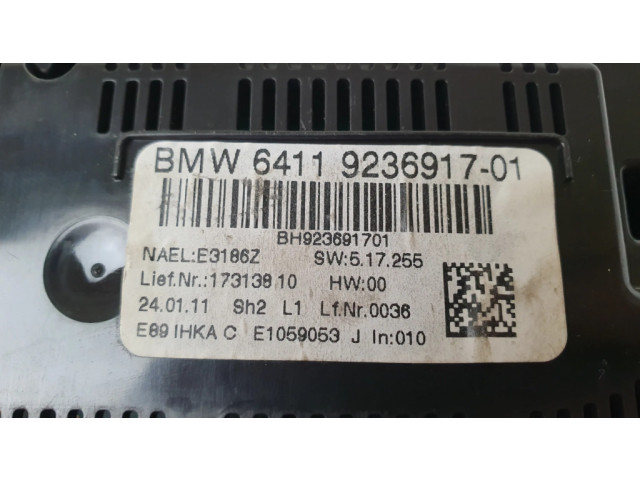 BMW 6411 9236917-01
BH923691701
NAEL:E3186Z SW:5.17.255
Lief.Nr.:17313810 HW:00
24.01.11 Sh2 L1 Lf.Nr.0036
E89 IHKA C E1059053 J In:010